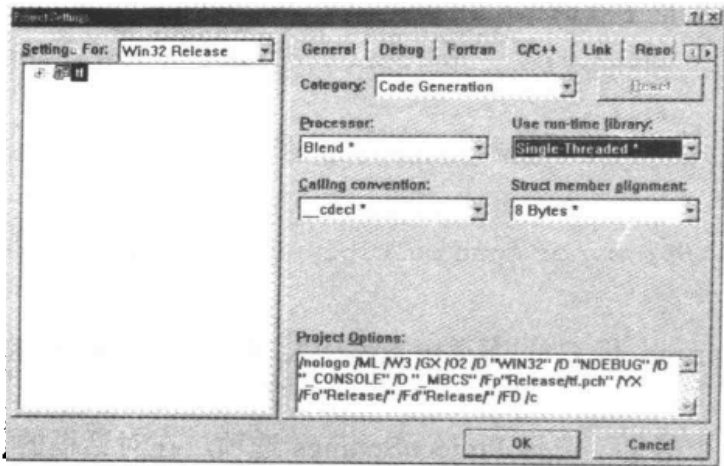 Project Settings
Settings For: Win32 Release
tf
General Debug Fortran C/C++ Link Reso
Category: Code Generation
Reset
Processor:
Use run-time library:
Blend *
Single-Threaded *
Calling convention:
Struct member alignment:
__cdecl *
8 Bytes *
Project Options:
/nologo /ML /W3 /GX /O2 /D "WIN32" /D "NDEBUG" /D
"_CONSOLE" /D "_MBCS" /Fp"Release/tf.pch" /YX
/Fo"Release/" /Fd"Release/" /FD /c
OK
Cancel